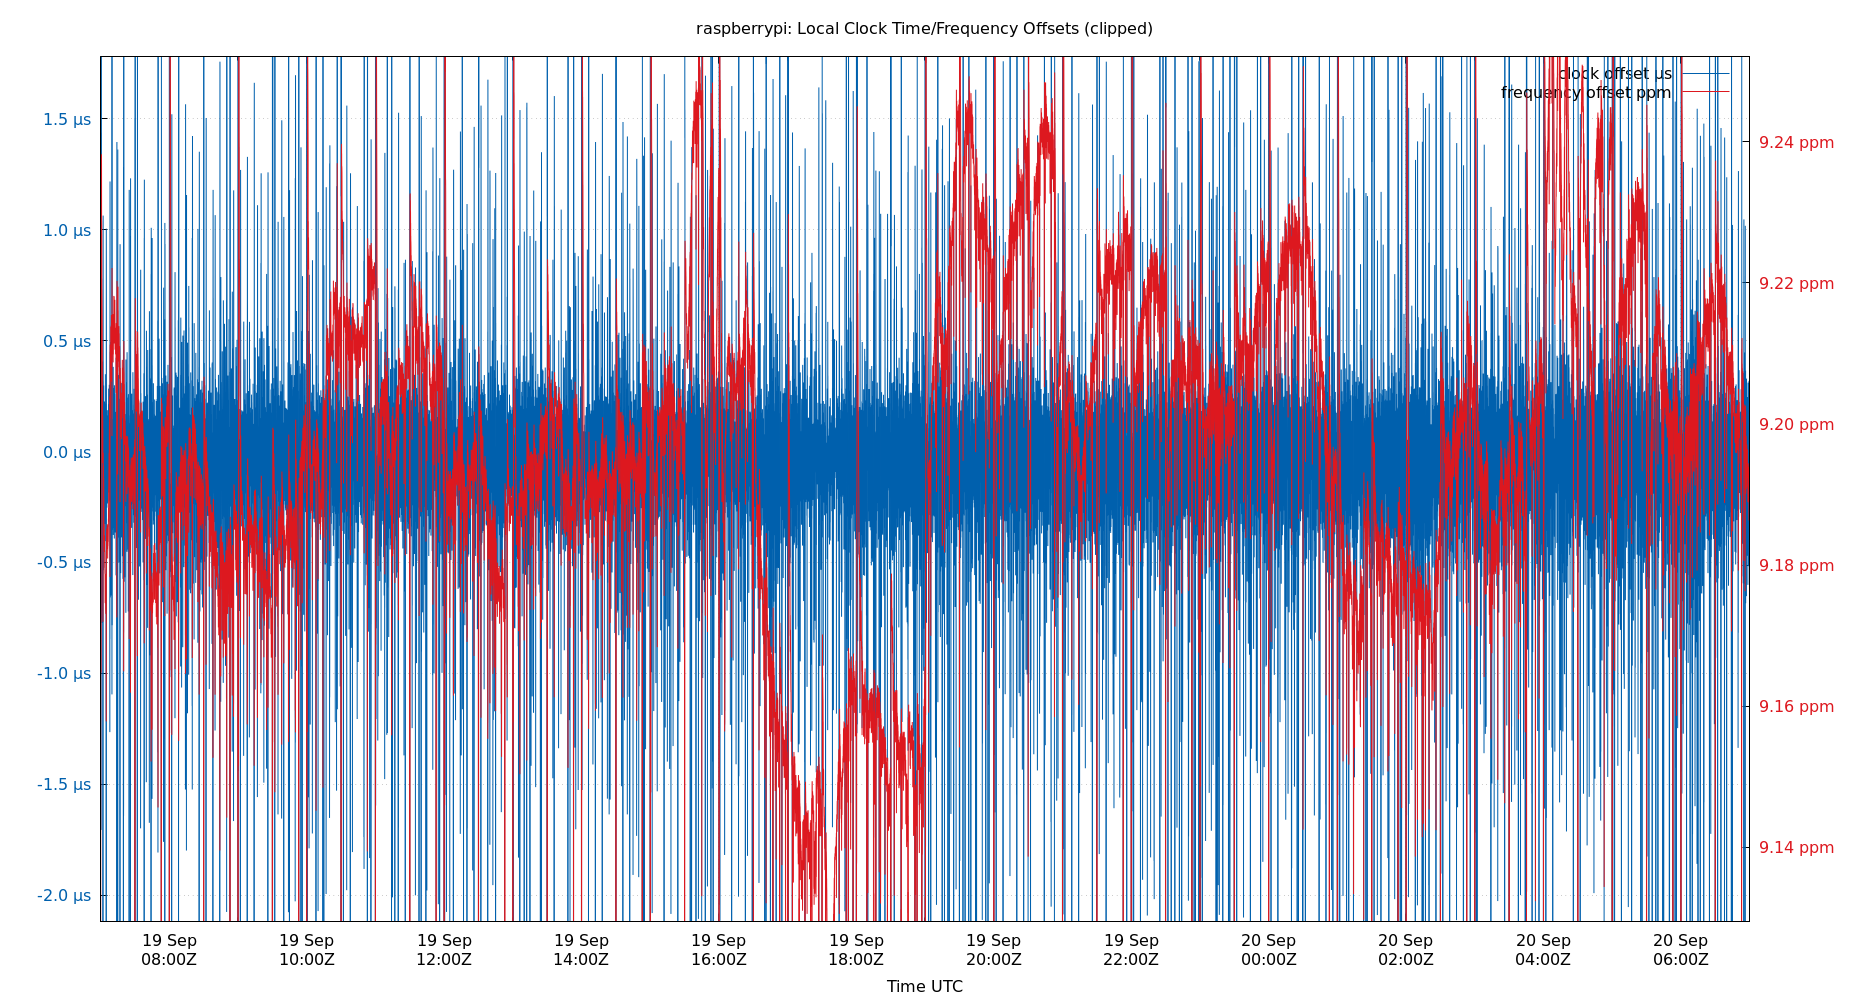 raspberrypi: Local Clock Time/Frequency Offsets (clipped)
clock offset µs
frequency offset ppm
1.5 µs
1.0 µs
0.5 µs
0.0 µs
-0.5 µs
-1.0 µs
-1.5 µs
-2.0 µs
9.24 ppm
9.22 ppm
9.20 ppm
9.18 ppm
9.16 ppm
9.14 ppm
19 Sep
08:00Z
19 Sep
10:00Z
19 Sep
12:00Z
19 Sep
14:00Z
19 Sep
16:00Z
19 Sep
18:00Z
19 Sep
20:00Z
19 Sep
22:00Z
20 Sep
00:00Z
20 Sep
02:00Z
20 Sep
04:00Z
20 Sep
06:00Z
Time UTC